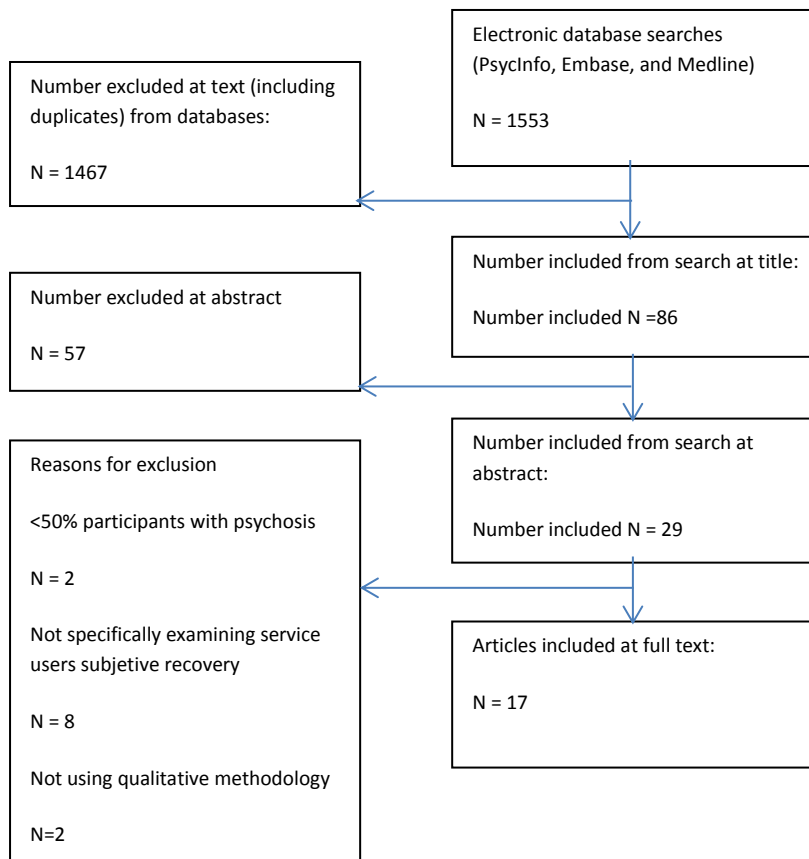 Electronic database searches
(PsycInfo, Embase, and Medline)
N = 1553
Number excluded at text (including
duplicates) from databases:
N = 1467
Number included from search at title:
Number included N =86
Number excluded at abstract
N = 57
Number included from search at
abstract:
Number included N = 29
Reasons for exclusion
<50% participants with psychosis
N = 2
Not specifically examining service
users subjetive recovery
N = 8
Not using qualitative methodology
N=2
Articles included at full text:
N = 17